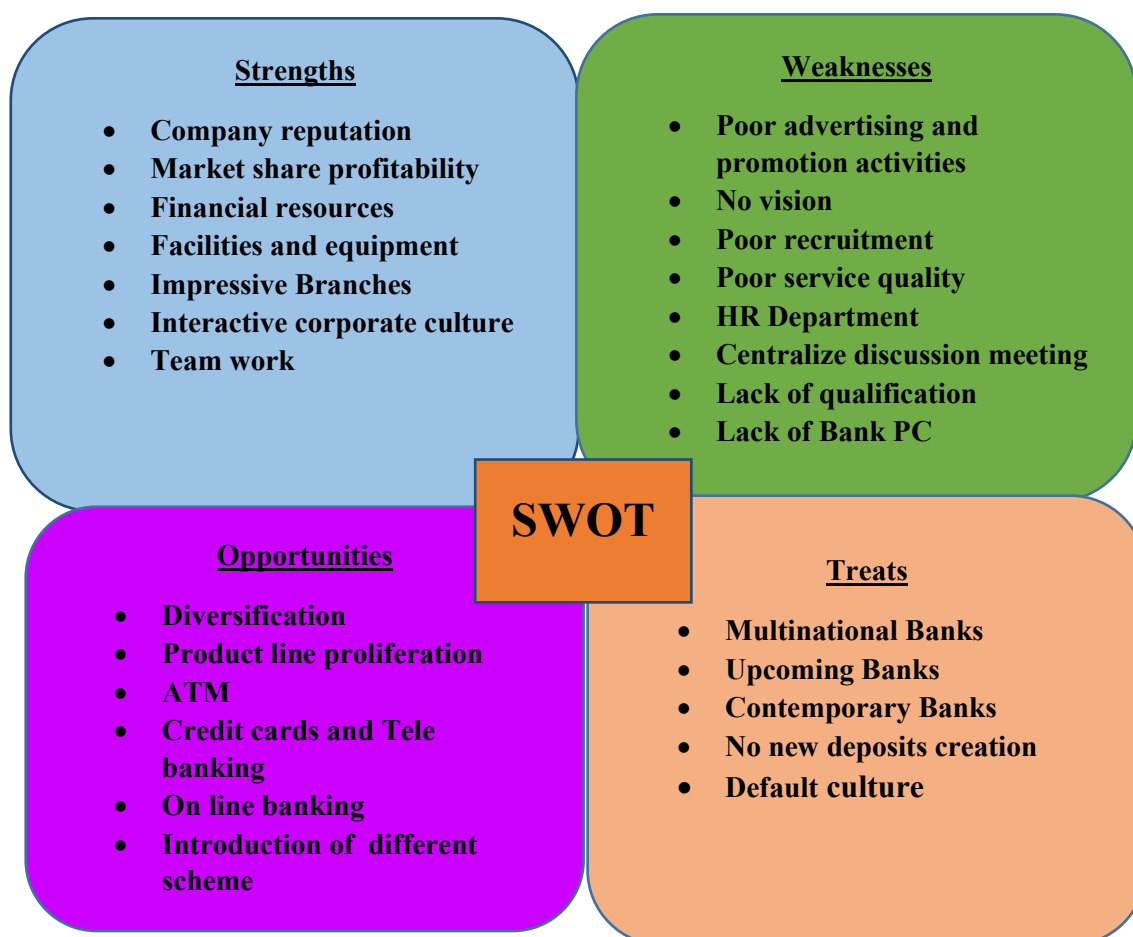 Strengths
• Company reputation
• Market share profitability
• Financial resources
• Facilities and equipment
• Impressive Branches
• Interactive corporate culture
• Team work
Weaknesses
• Poor advertising and
promotion activities
• No vision
• Poor recruitment
• Poor service quality
• HR Department
• Centralize discussion meeting
• Lack of qualification
• Lack of Bank PC
SWOT
Opportunities
• Diversification
• Product line proliferation
• ATM
• Credit cards and Tele
banking
• On line banking
• Introduction of different
scheme
Treats
• Multinational Banks
• Upcoming Banks
• Contemporary Banks
• No new deposits creation
• Default culture